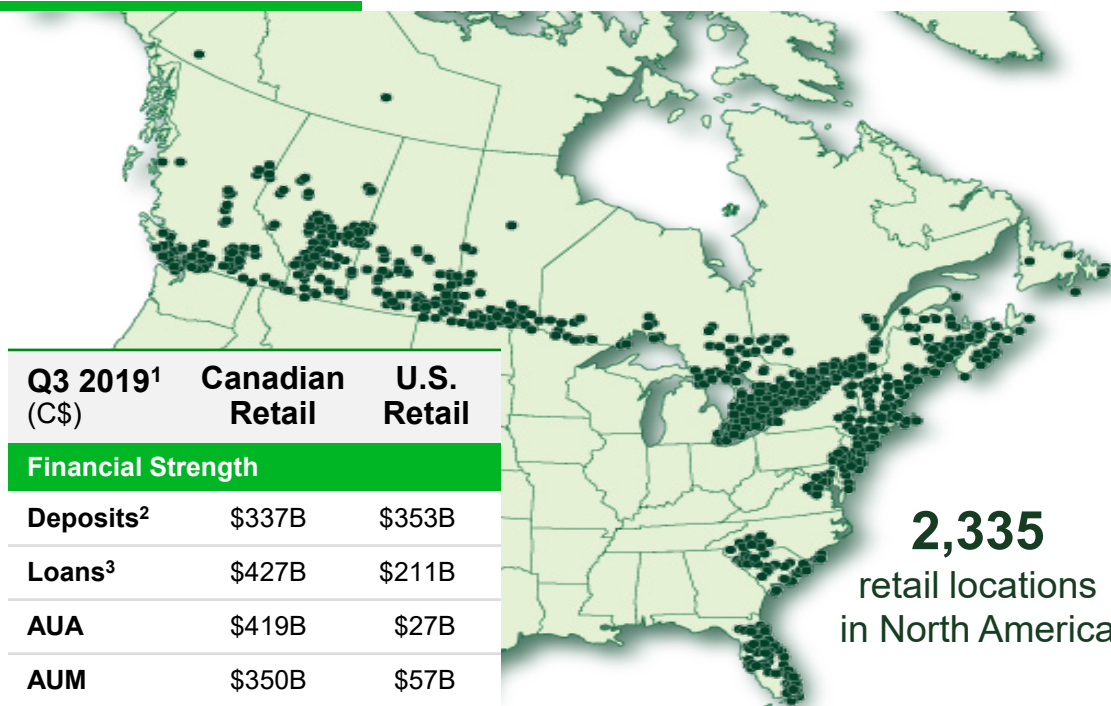 Q3 2019¹ Canadian U.S.
(C$) Retail Retail
Financial Strength
Deposits² $337B $353B
Loans³ $427B $211B
AUA $419B $27B
AUM $350B $57B
2,335
retail locations
in North America